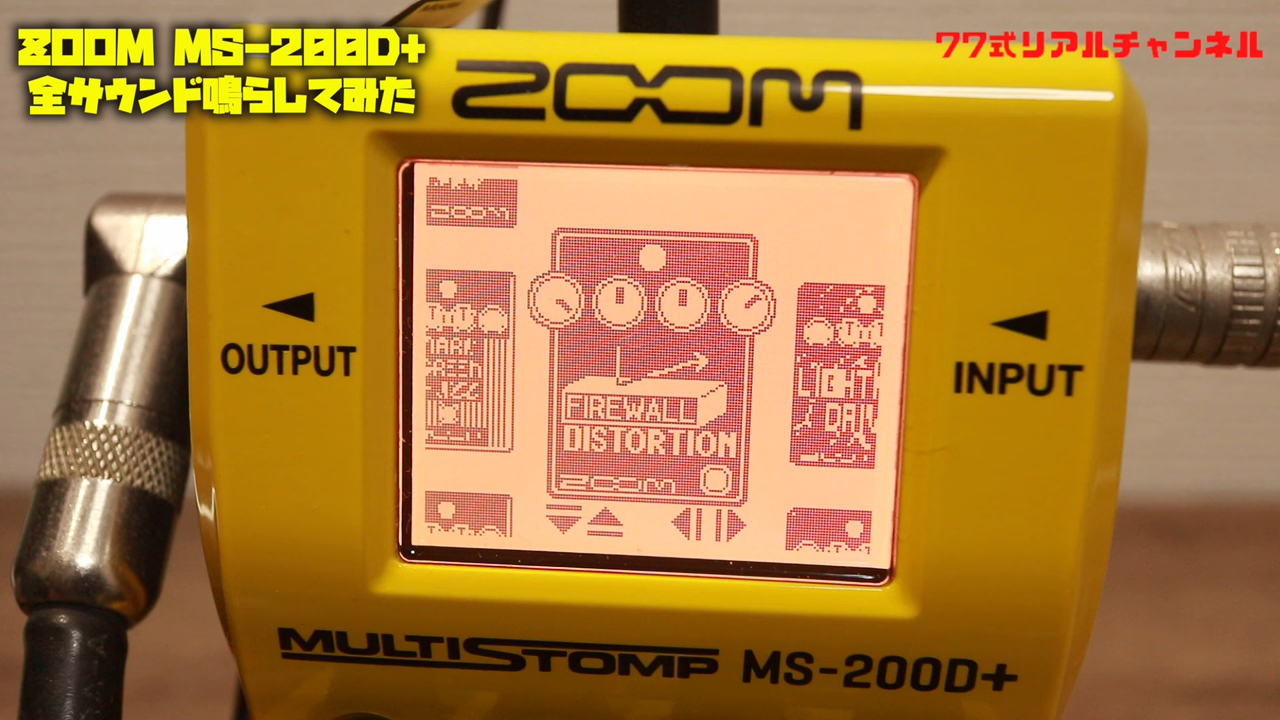 ZOOM MS-200D+
全サウンド鳴らしてみた
77式リアルチャンネル
ZOOM
ZOOM
FIREWALL
DISTORTION
ZOOM
OUTPUT
INPUT
MULTISTOMP MS-200D+